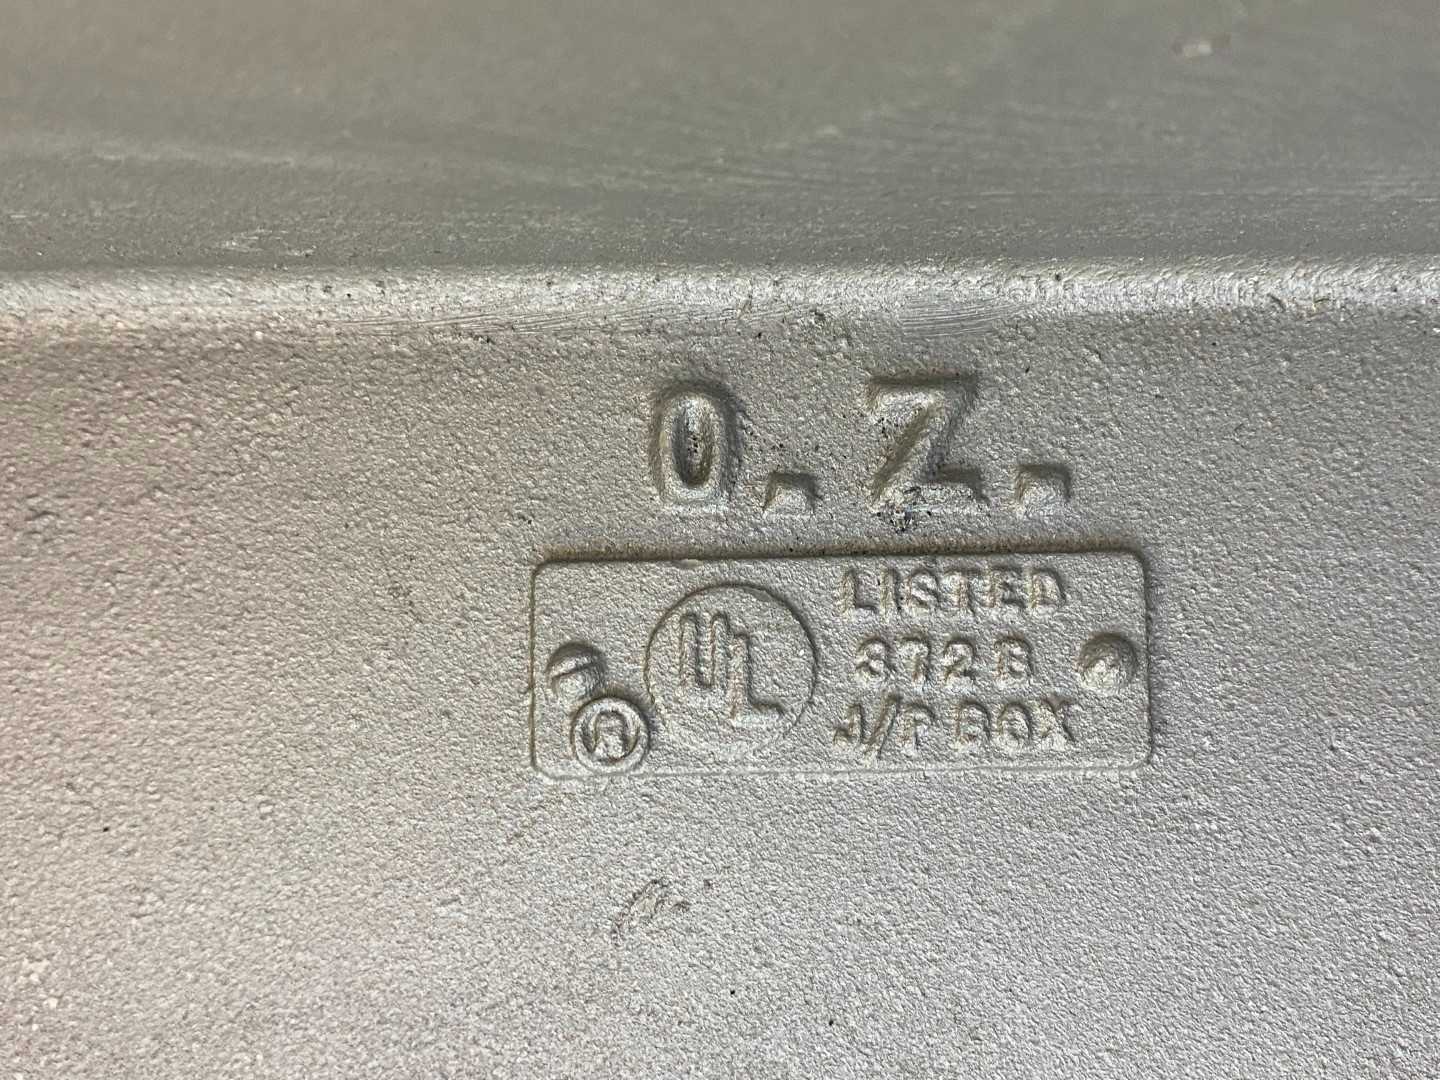 O.Z.
UL LISTED
372B
J/P BOX
®